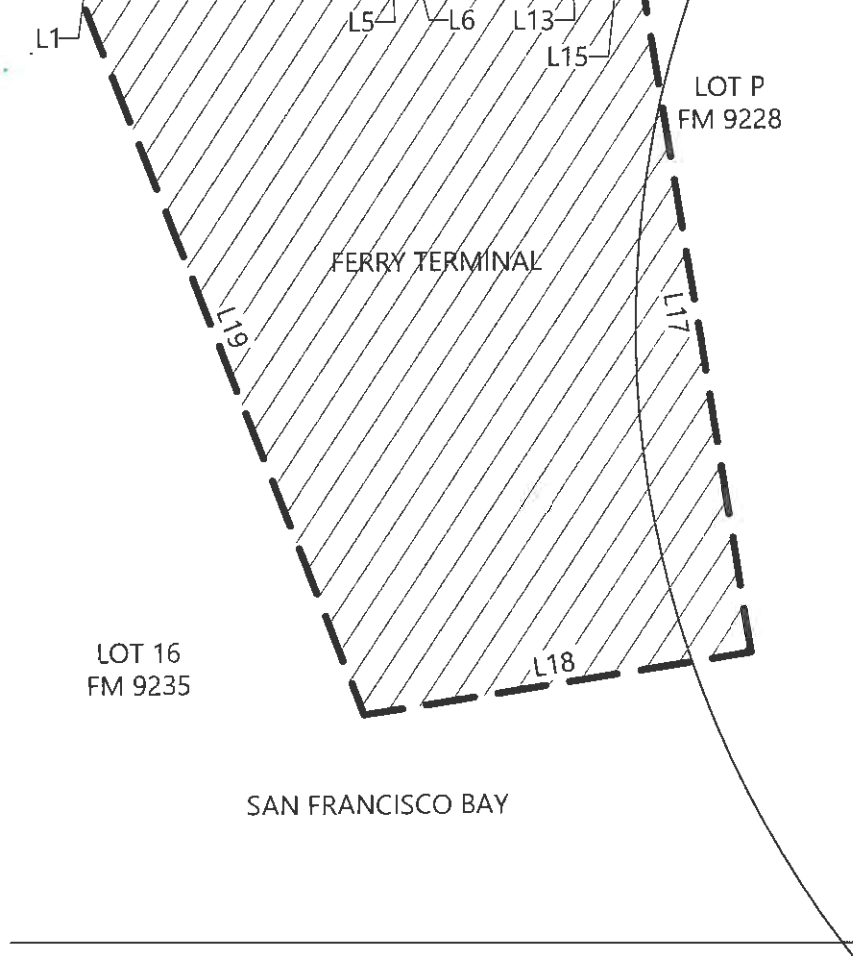 L1
L5
L6
L13
L15
LOT P
FM 9228
FERRY TERMINAL
L19
L17
LOT 16
FM 9235
L18
SAN FRANCISCO BAY